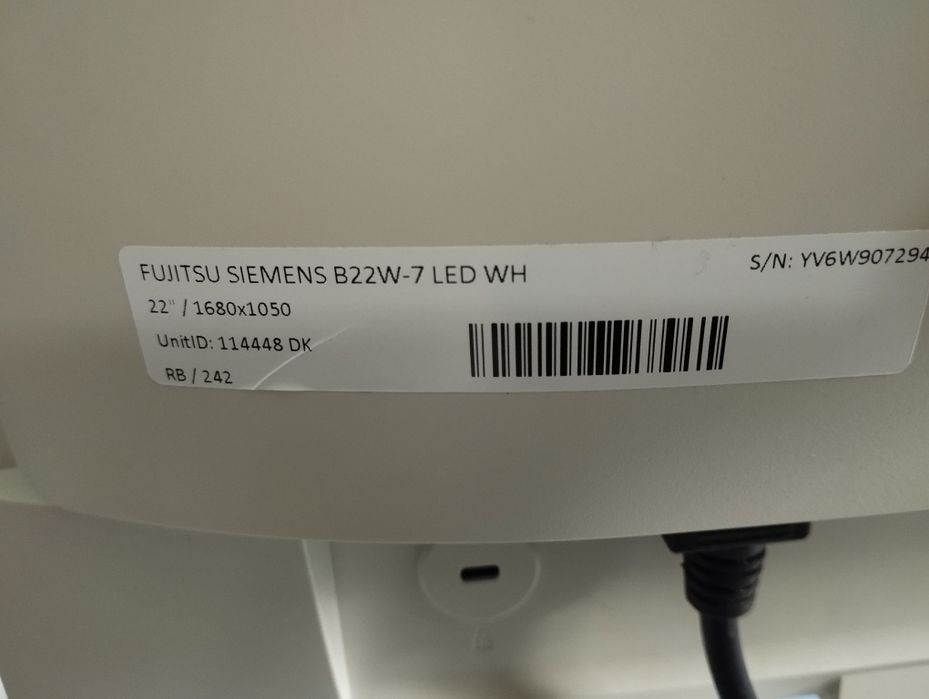 FUJITSU SIEMENS B22W-7 LED WH
S/N: YV6W907294
22" / 1680x1050
UnitID: 114448 DK
RB / 242